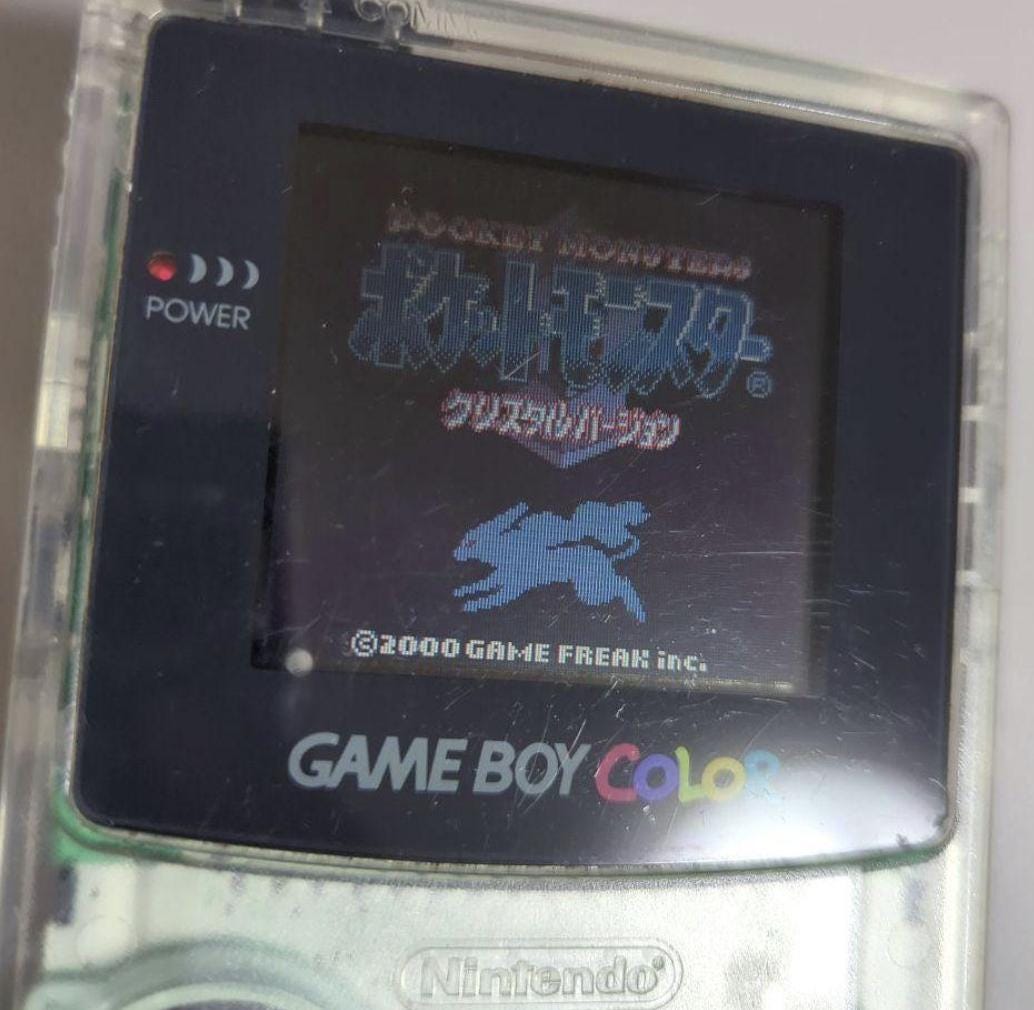 COMM
POWER
POCKET MONSTERS
ポケットモンスター
®
クリスタルバージョン
©2000 GAME FREAK inc.
GAME BOY COLOR
Nintendo®